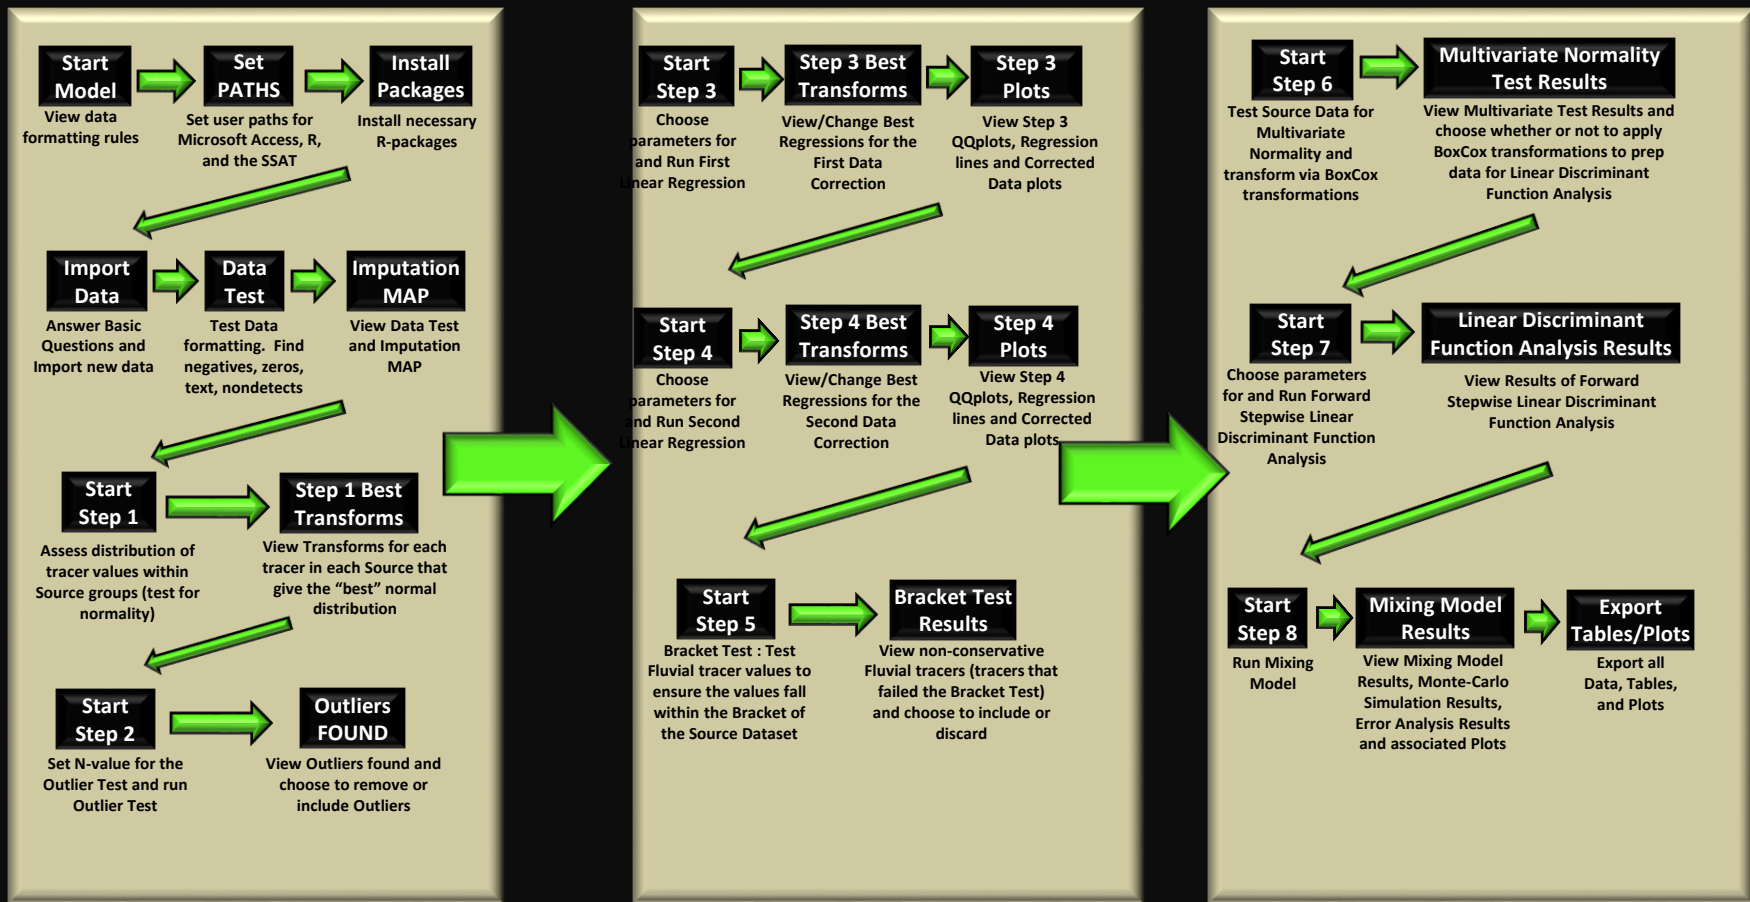 Start
Model
View data
formatting rules
Set
PATHS
Set user paths for
Microsoft Access, R,
and the SSAT
Install
Packages
Install necessary
R-packages
Import
Data
Answer Basic
Questions and
Import new data
Data
Test
Test Data
formatting.  Find
negatives, zeros,
text, nondetects
Imputation
MAP
View Data Test
and Imputation
MAP
Start
Step 1
Assess distribution of
tracer values within
Source groups (test for
normality)
Step 1 Best
Transforms
View Transforms for each
tracer in each Source that
give the “best” normal
distribution
Start
Step 2
Set N-value for the
Outlier Test and run
Outlier Test
Outliers
FOUND
View Outliers found and
choose to remove or
include Outliers
Start
Step 3
Choose
parameters for
and Run First
Linear Regression
Step 3 Best
Transforms
View/Change Best
Regressions for the
First Data
Correction
Step 3
Plots
View Step 3
QQplots, Regression
lines and Corrected
Data plots
Start
Step 4
Choose
parameters for
and Run Second
Linear Regression
Step 4 Best
Transforms
View/Change Best
Regressions for the
Second Data
Correction
Step 4
Plots
View Step 4
QQplots, Regression
lines and Corrected
Data plots
Start
Step 5
Bracket Test : Test
Fluvial tracer values to
ensure the values fall
within the Bracket of
the Source Dataset
Bracket Test
Results
View non-conservative
Fluvial tracers (tracers that
failed the Bracket Test)
and choose to include or
discard
Start
Step 6
Test Source Data for
Multivariate
Normality and
transform via BoxCox
transformations
Multivariate Normality
Test Results
View Multivariate Test Results and
choose whether or not to apply
BoxCox transformations to prep
data for Linear Discriminant
Function Analysis
Start
Step 7
Choose parameters
for and Run Forward
Stepwise Linear
Discriminant Function
Analysis
Linear Discriminant
Function Analysis Results
View Results of Forward
Stepwise Linear Discriminant
Function Analysis
Start
Step 8
Run Mixing
Model
Mixing Model
Results
View Mixing Model
Results, Monte-Carlo
Simulation Results,
Error Analysis Results
and associated Plots
Export
Tables/Plots
Export all
Data, Tables,
and Plots